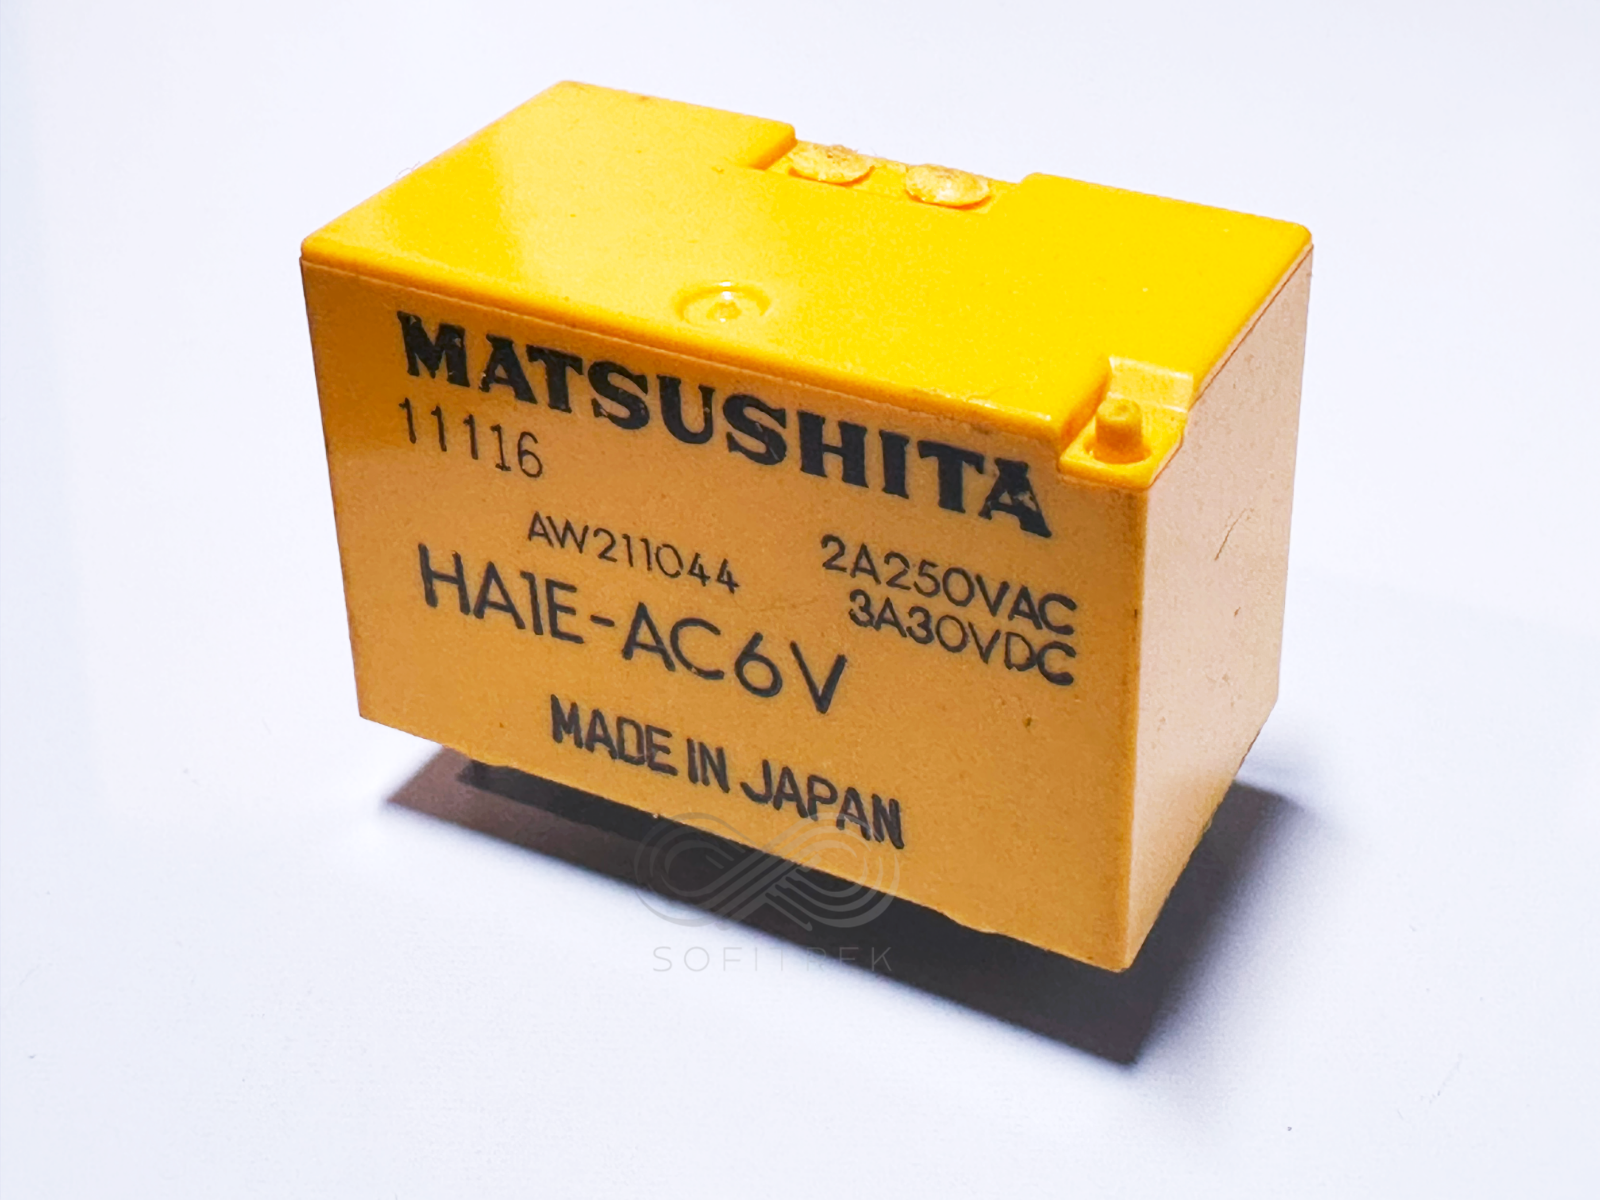 MATSUSHITA
11116
AW211044
2A250VAC
3A30VDC
HA1E-AC6V
MADE IN JAPAN
SOFITREK